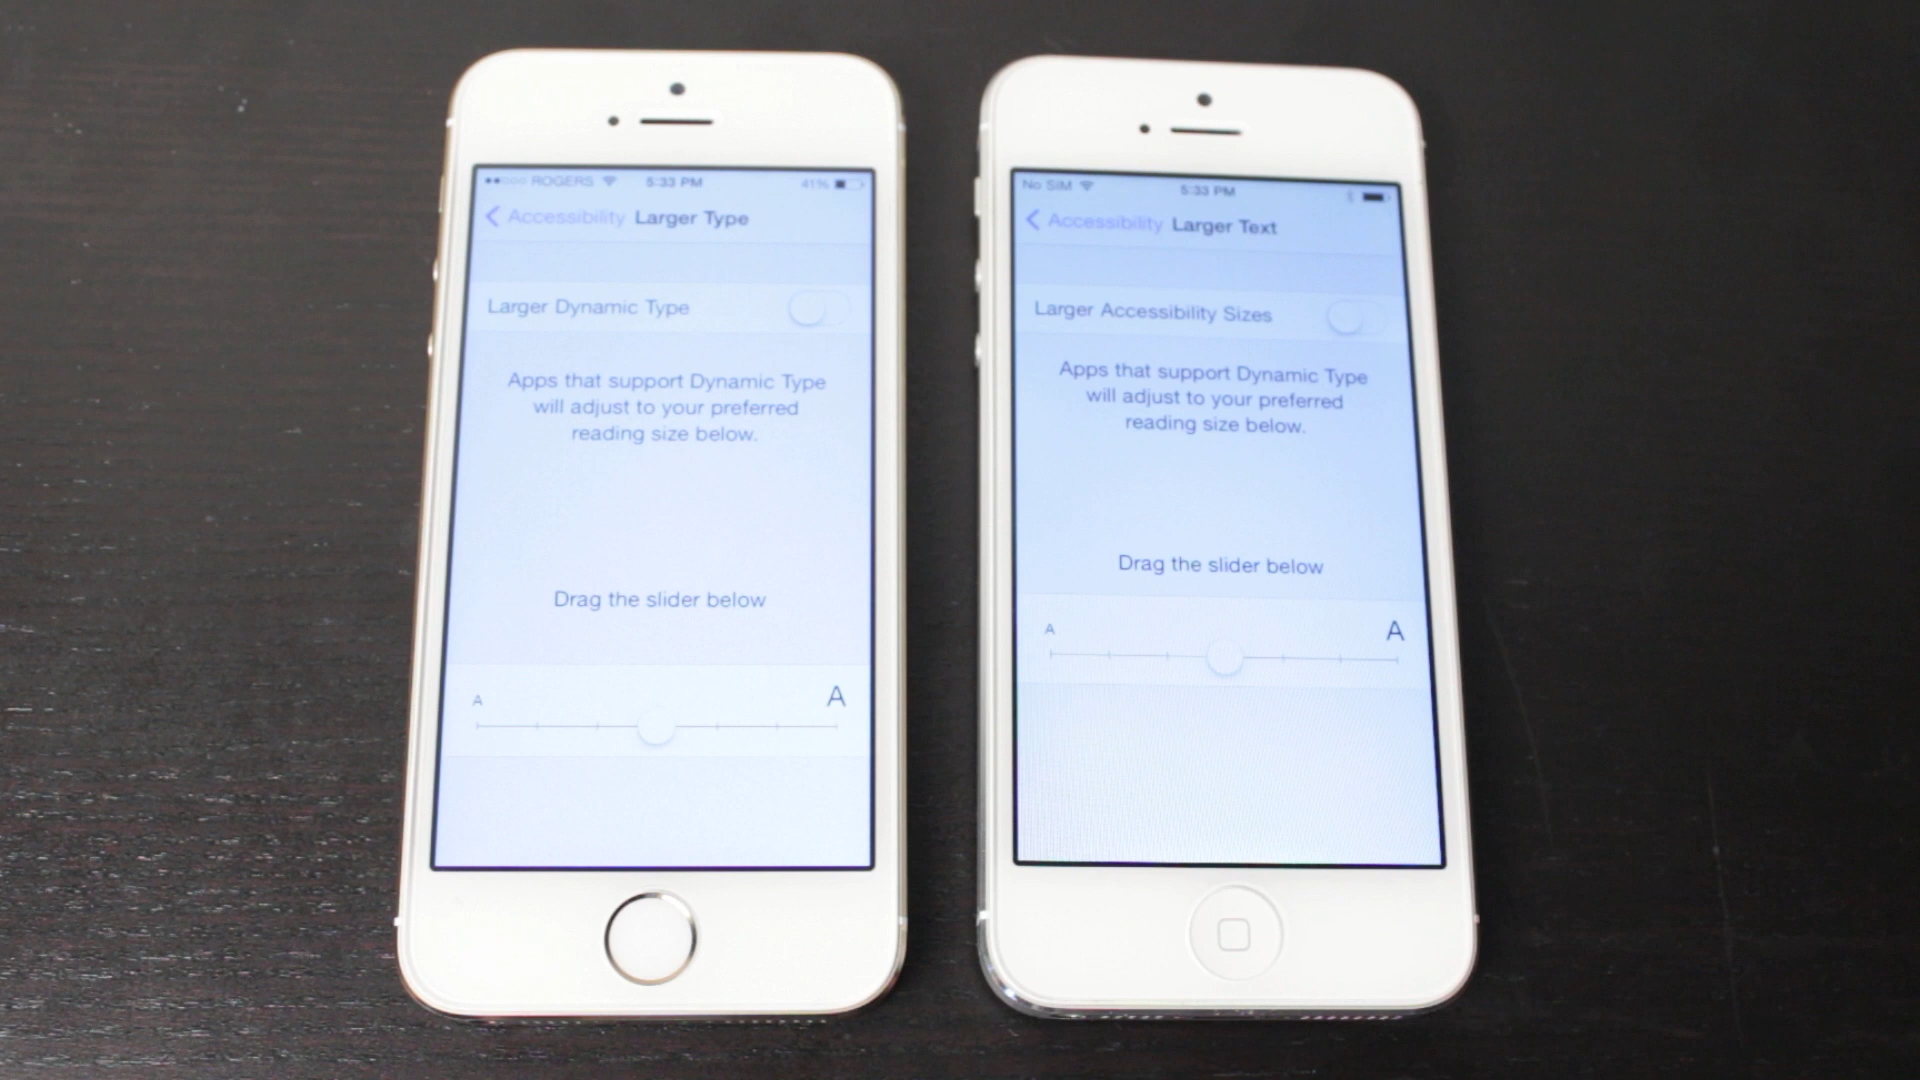 ROGERS 5:33 PM 41%
Accessibility Larger Type
Larger Dynamic Type
Apps that support Dynamic Type
will adjust to your preferred
reading size below.
Drag the slider below
A A
No SIM 5:33 PM
Accessibility Larger Text
Larger Accessibility Sizes
Apps that support Dynamic Type
will adjust to your preferred
reading size below.
Drag the slider below
A A